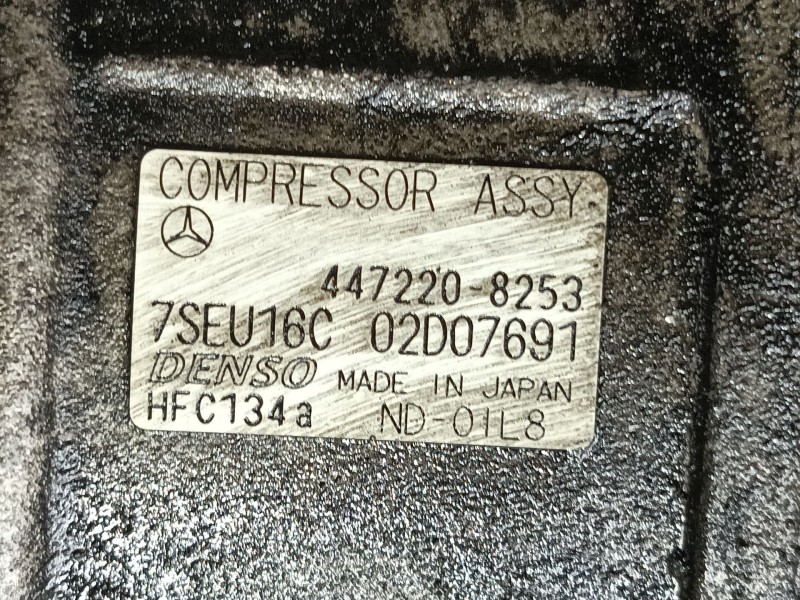 COMPRESSOR ASSY
447220-8253
7SEU16C 02D07691
DENSO MADE IN JAPAN
HFC134a ND-OIL8